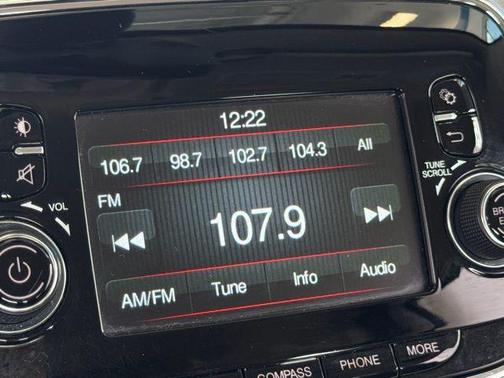 12:22
106.7 98.7 102.7 104.3 All
FM
107.9
AM/FM Tune Info Audio
VOL
TUNE
SCROLL
COMPASS PHONE MORE